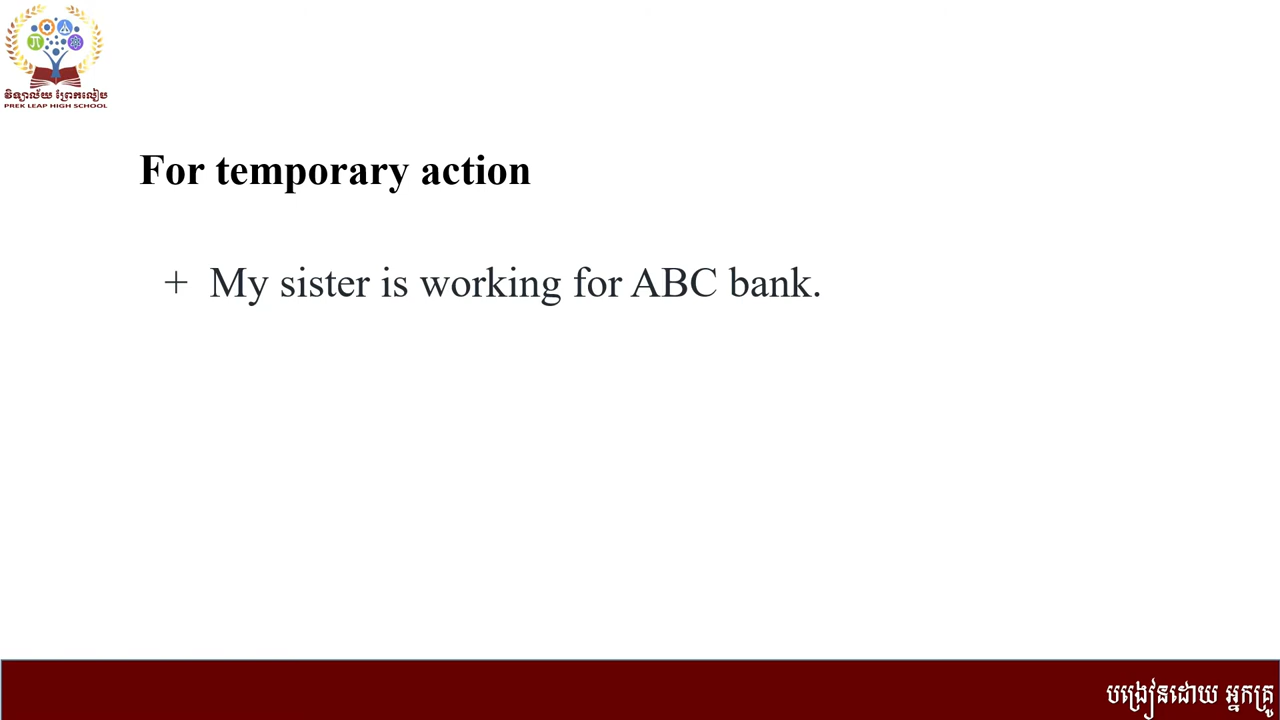 វិទ្យាល័យ ព្រែកលៀប
PREK LEAP HIGH SCHOOL
For temporary action
+ My sister is working for ABC bank.
បង្រៀនដោយ អ្នកគ្រូ